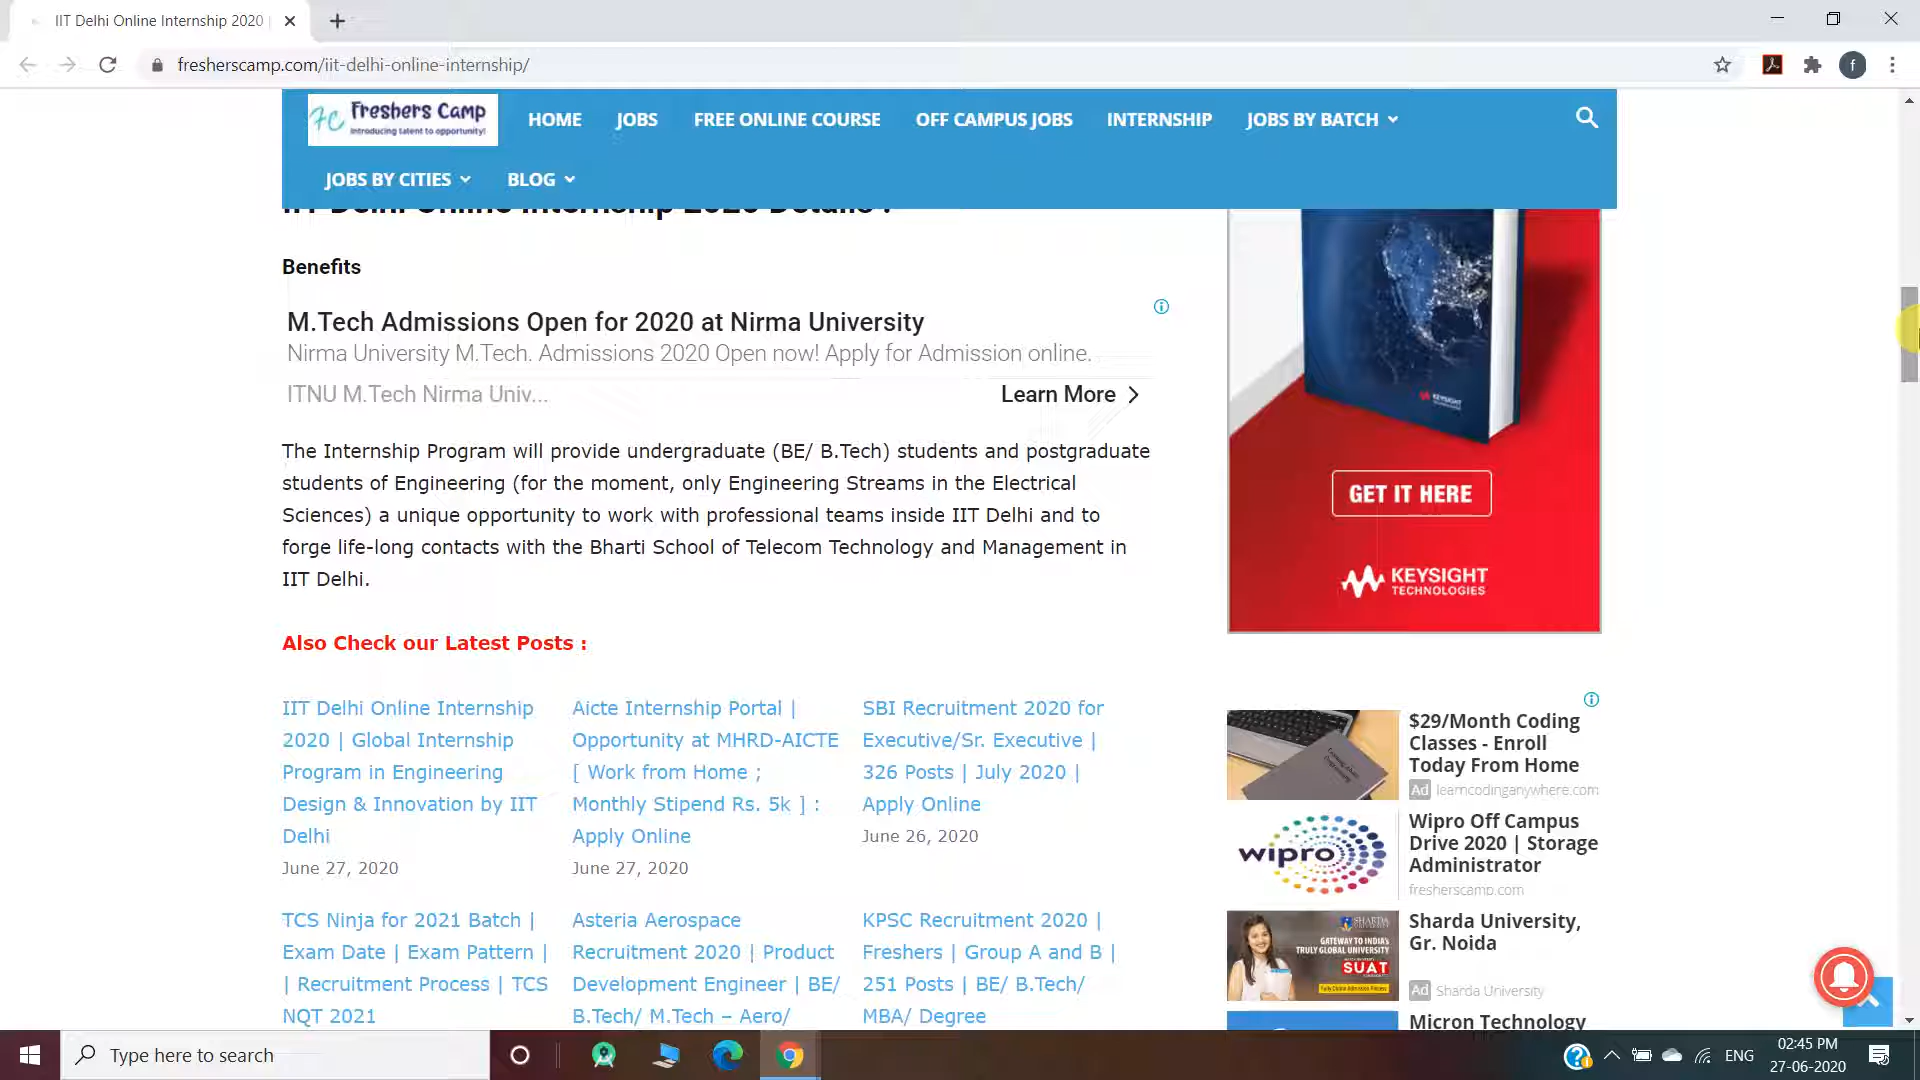 IIT Delhi Online Internship 2020
fresherscamp.com/iit-delhi-online-internship/
f
FC Freshers Camp
Introducing talent to opportunity!
HOME
JOBS
FREE ONLINE COURSE
OFF CAMPUS JOBS
INTERNSHIP
JOBS BY BATCH
JOBS BY CITIES
BLOG
IIT Delhi Online Internship 2020 Details :
Benefits
M.Tech Admissions Open for 2020 at Nirma University
Nirma University M.Tech. Admissions 2020 Open now! Apply for Admission online.
ITNU M.Tech Nirma Univ...
Learn More
The Internship Program will provide undergraduate (BE/ B.Tech) students and postgraduate
students of Engineering (for the moment, only Engineering Streams in the Electrical
Sciences) a unique opportunity to work with professional teams inside IIT Delhi and to
forge life-long contacts with the Bharti School of Telecom Technology and Management in
IIT Delhi.
Also Check our Latest Posts :
IIT Delhi Online Internship
2020 | Global Internship
Program in Engineering
Design & Innovation by IIT
Delhi
June 27, 2020
Aicte Internship Portal |
Opportunity at MHRD-AICTE
[ Work from Home ;
Monthly Stipend Rs. 5k ] :
Apply Online
June 27, 2020
SBI Recruitment 2020 for
Executive/Sr. Executive |
326 Posts | July 2020 |
Apply Online
June 26, 2020
TCS Ninja for 2021 Batch |
Exam Date | Exam Pattern |
| Recruitment Process | TCS
NQT 2021
Asteria Aerospace
Recruitment 2020 | Product
Development Engineer | BE/
B.Tech/ M.Tech – Aero/
KPSC Recruitment 2020 |
Freshers | Group A and B |
251 Posts | BE/ B.Tech/
MBA/ Degree
KEYSIGHT
GET IT HERE
KEYSIGHT
TECHNOLOGIES
$29/Month Coding
Classes - Enroll
Today From Home
Ad learncodinganywhere.com
wipro
Wipro Off Campus
Drive 2020 | Storage
Administrator
fresherscamp.com
SHARDA
UNIVERSITY
GATEWAY TO INDIA'S
TRULY GLOBAL UNIVERSITY
SUAT
Sharda University,
Gr. Noida
Ad Sharda University
Micron Technology
Type here to search
ENG
02:45 PM
27-06-2020